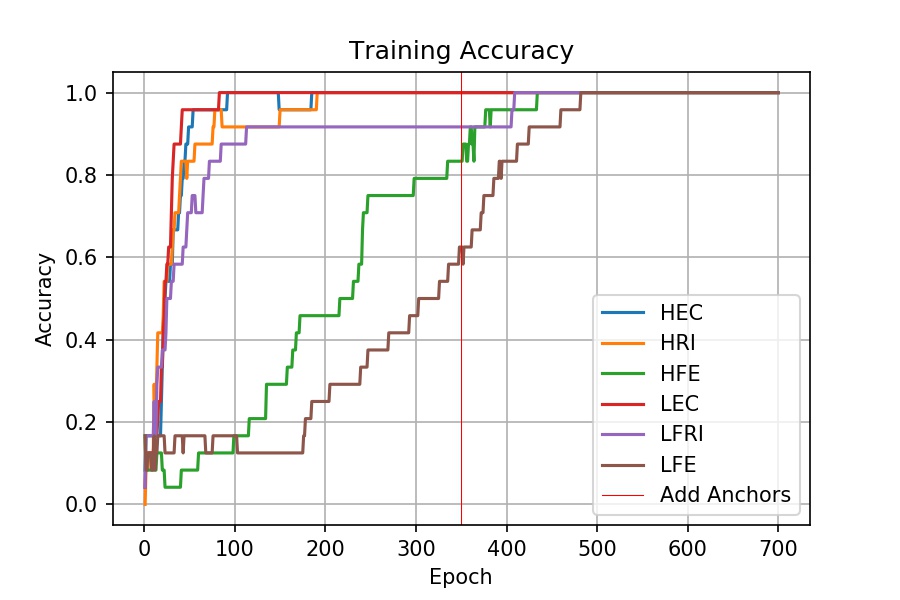 Training Accuracy
1.0
0.8
0.6
0.4
0.2
0.0
Accuracy
0 100 200 300 400 500 600 700
Epoch
HEC
HRI
HFE
LEC
LFRI
LFE
Add Anchors